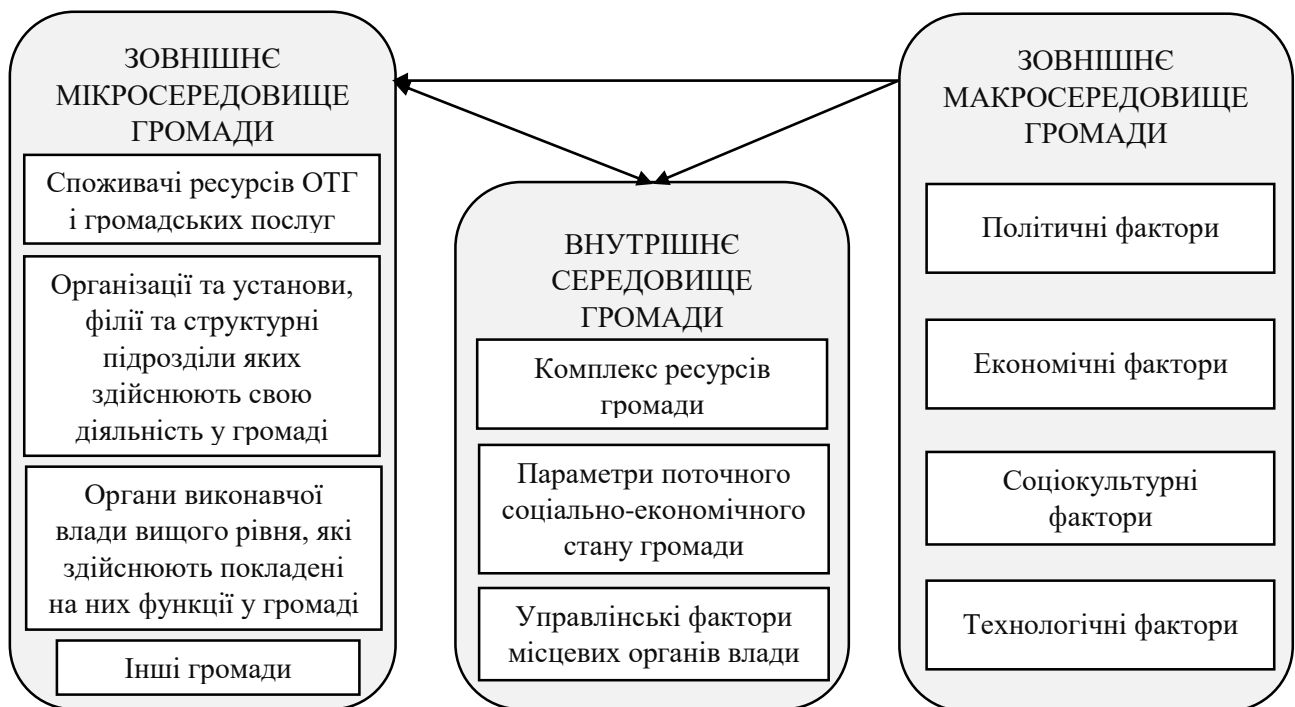 ЗОВНІШНЄ
МІКРОСЕРЕДОВИЩЕ
ГРОМАДИ
Споживачі ресурсів ОТГ
і громадських послуг
Організації та установи,
філії та структурні
підрозділи яких
здійснюють свою
діяльність у громаді
Органи виконавчої
влади вищого рівня, які
здійснюють покладені
на них функції у громаді
Інші громади
ВНУТРІШНЄ
СЕРЕДОВИЩЕ
ГРОМАДИ
Комплекс ресурсів
громади
Параметри поточного
соціально-економічного
стану громади
Управлінські фактори
місцевих органів влади
ЗОВНІШНЄ
МАКРОСЕРЕДОВИЩЕ
ГРОМАДИ
Політичні фактори
Економічні фактори
Соціокультурні
фактори
Технологічні фактори